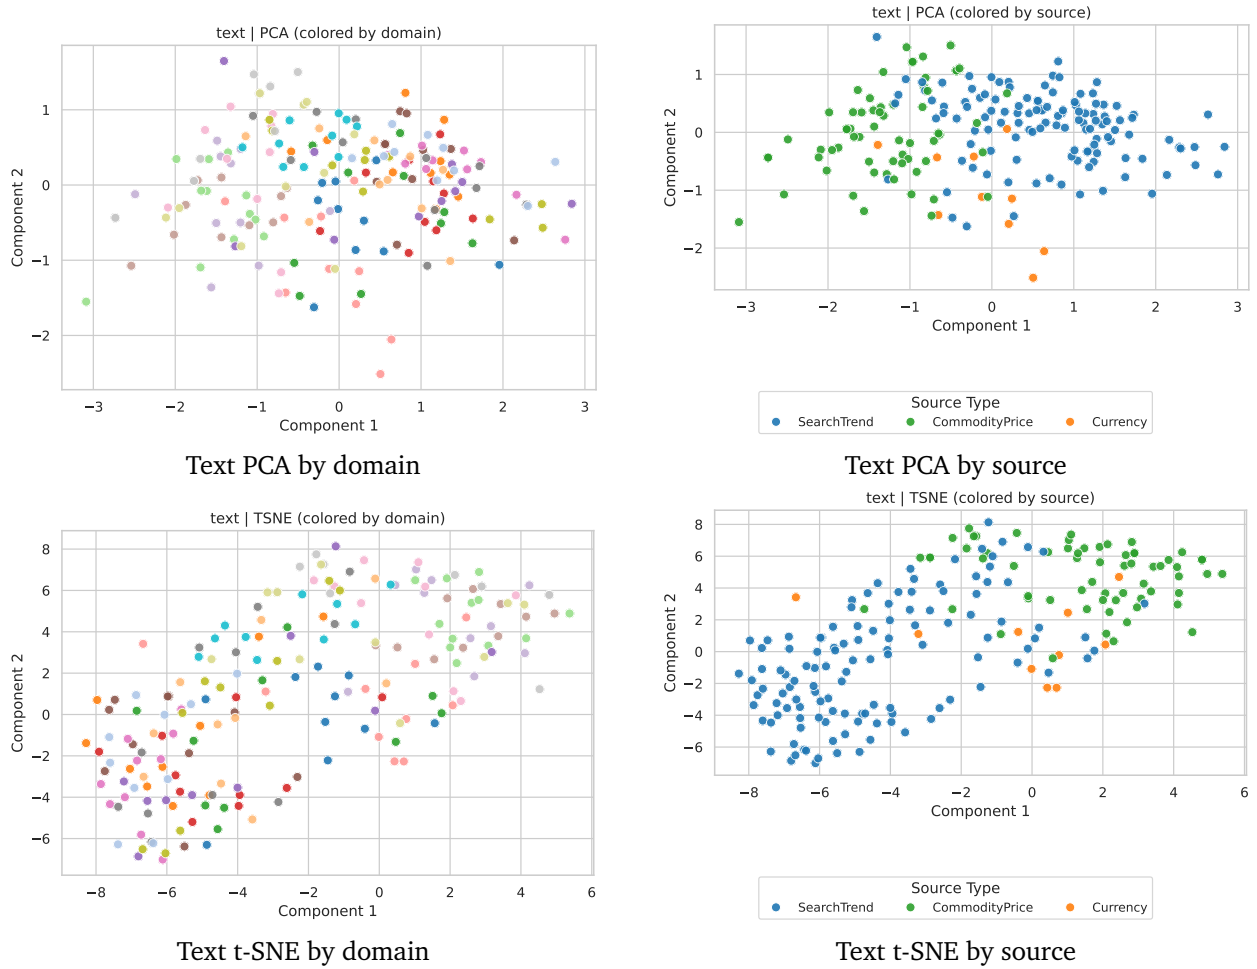 text | PCA (colored by domain)
Component 2
1
0
−1
−2
−3 −2 −1 0 1 2 3
Component 1
Text PCA by domain
text | PCA (colored by source)
Component 2
1
0
−1
−2
−3 −2 −1 0 1 2 3
Component 1
Source Type
SearchTrend CommodityPrice Currency
Text PCA by source
text | TSNE (colored by domain)
Component 2
8
6
4
2
0
−2
−4
−6
−8 −6 −4 −2 0 2 4 6
Component 1
Text t-SNE by domain
text | TSNE (colored by source)
Component 2
8
6
4
2
0
−2
−4
−6
−8 −6 −4 −2 0 2 4 6
Component 1
Source Type
SearchTrend CommodityPrice Currency
Text t-SNE by source